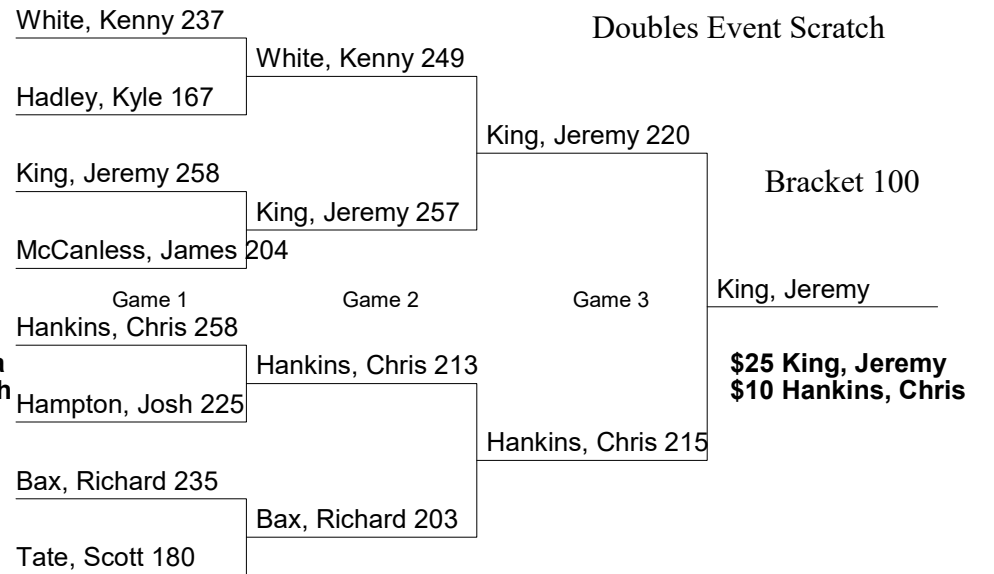 White, Kenny 237
Doubles Event Scratch
White, Kenny 249
Hadley, Kyle 167
King, Jeremy 220
King, Jeremy 258
Bracket 100
King, Jeremy 257
McCanless, James 204
Game 1
Game 2
Game 3
King, Jeremy
Hankins, Chris 258
Hankins, Chris 213
a
$25 King, Jeremy
h
$10 Hankins, Chris
Hampton, Josh 225
Hankins, Chris 215
Bax, Richard 235
Bax, Richard 203
Tate, Scott 180